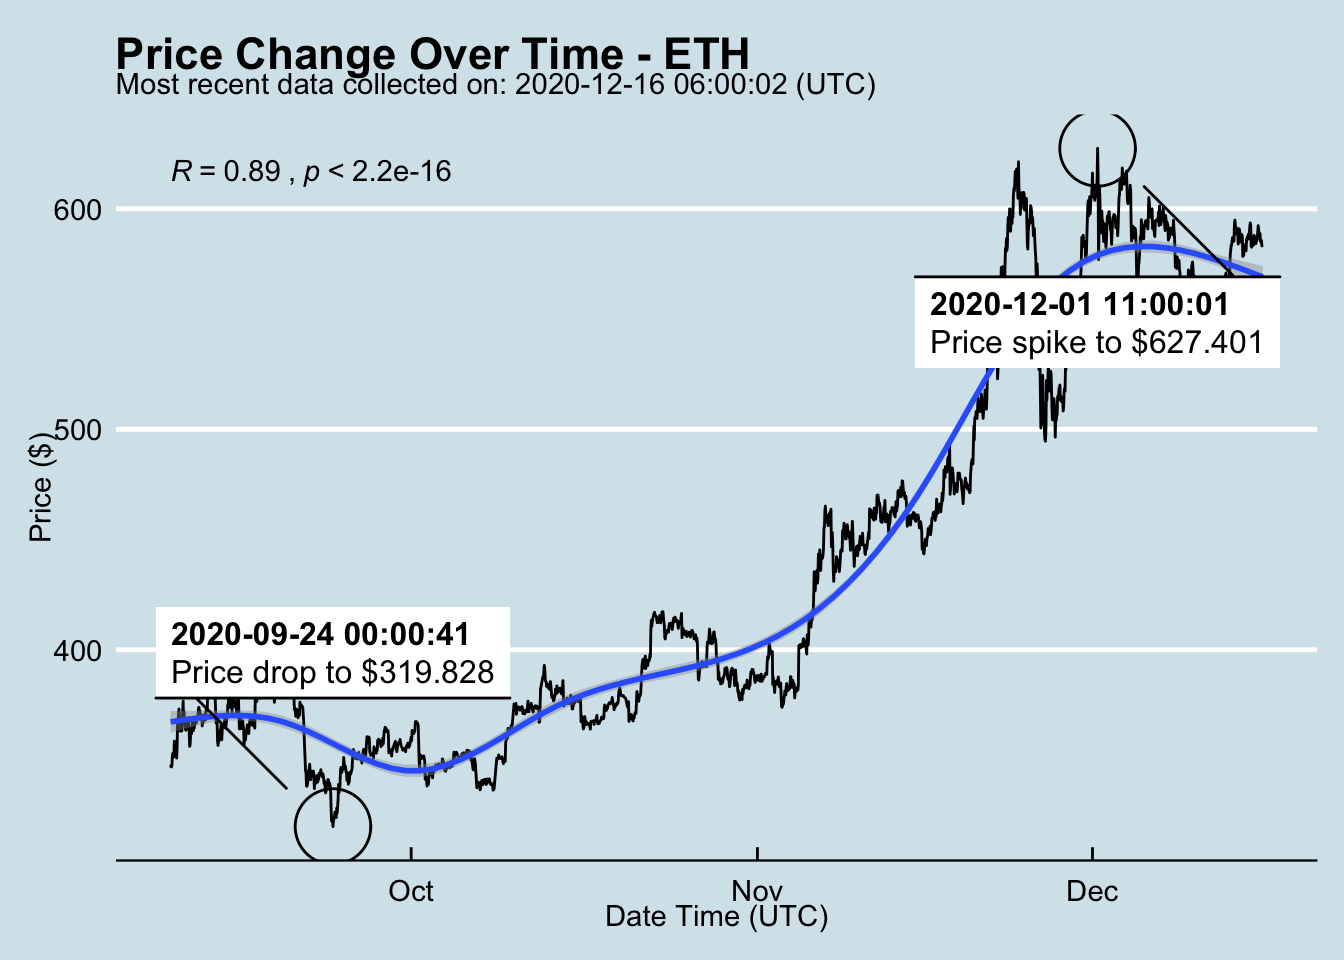 Price Change Over Time - ETH
Most recent data collected on: 2020-12-16 06:00:02 (UTC)
R = 0.89 , p < 2.2e-16
600
2020-12-01 11:00:01
Price spike to $627.401
500
Price ($)
2020-09-24 00:00:41
Price drop to $319.828
400
Oct
Nov
Dec
Date Time (UTC)